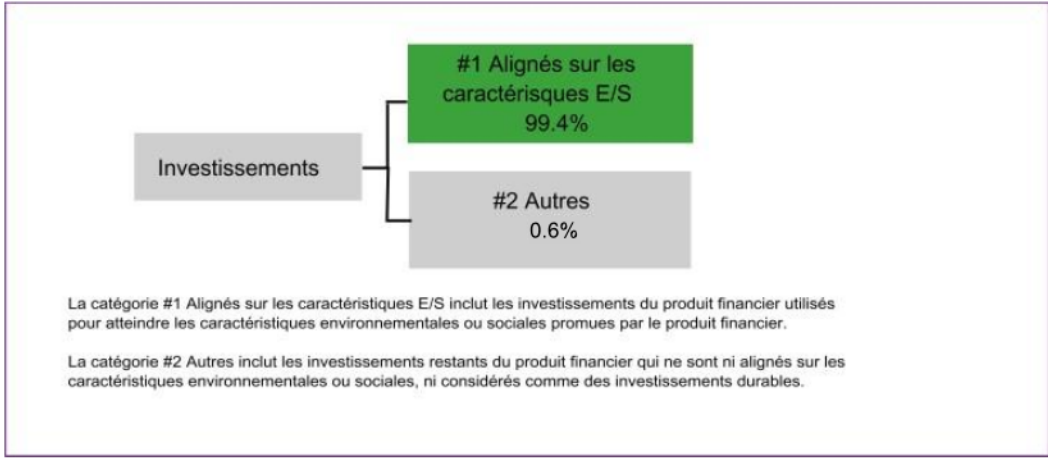 #1 Alignés sur les
caractérisques E/S
99.4%
Investissements
#2 Autres
0.6%
La catégorie #1 Alignés sur les caractéristiques E/S inclut les investissements du produit financier utilisés
pour atteindre les caractéristiques environnementales ou sociales promues par le produit financier.
La catégorie #2 Autres inclut les investissements restants du produit financier qui ne sont ni alignés sur les
caractéristiques environnementales ou sociales, ni considérés comme des investissements durables.